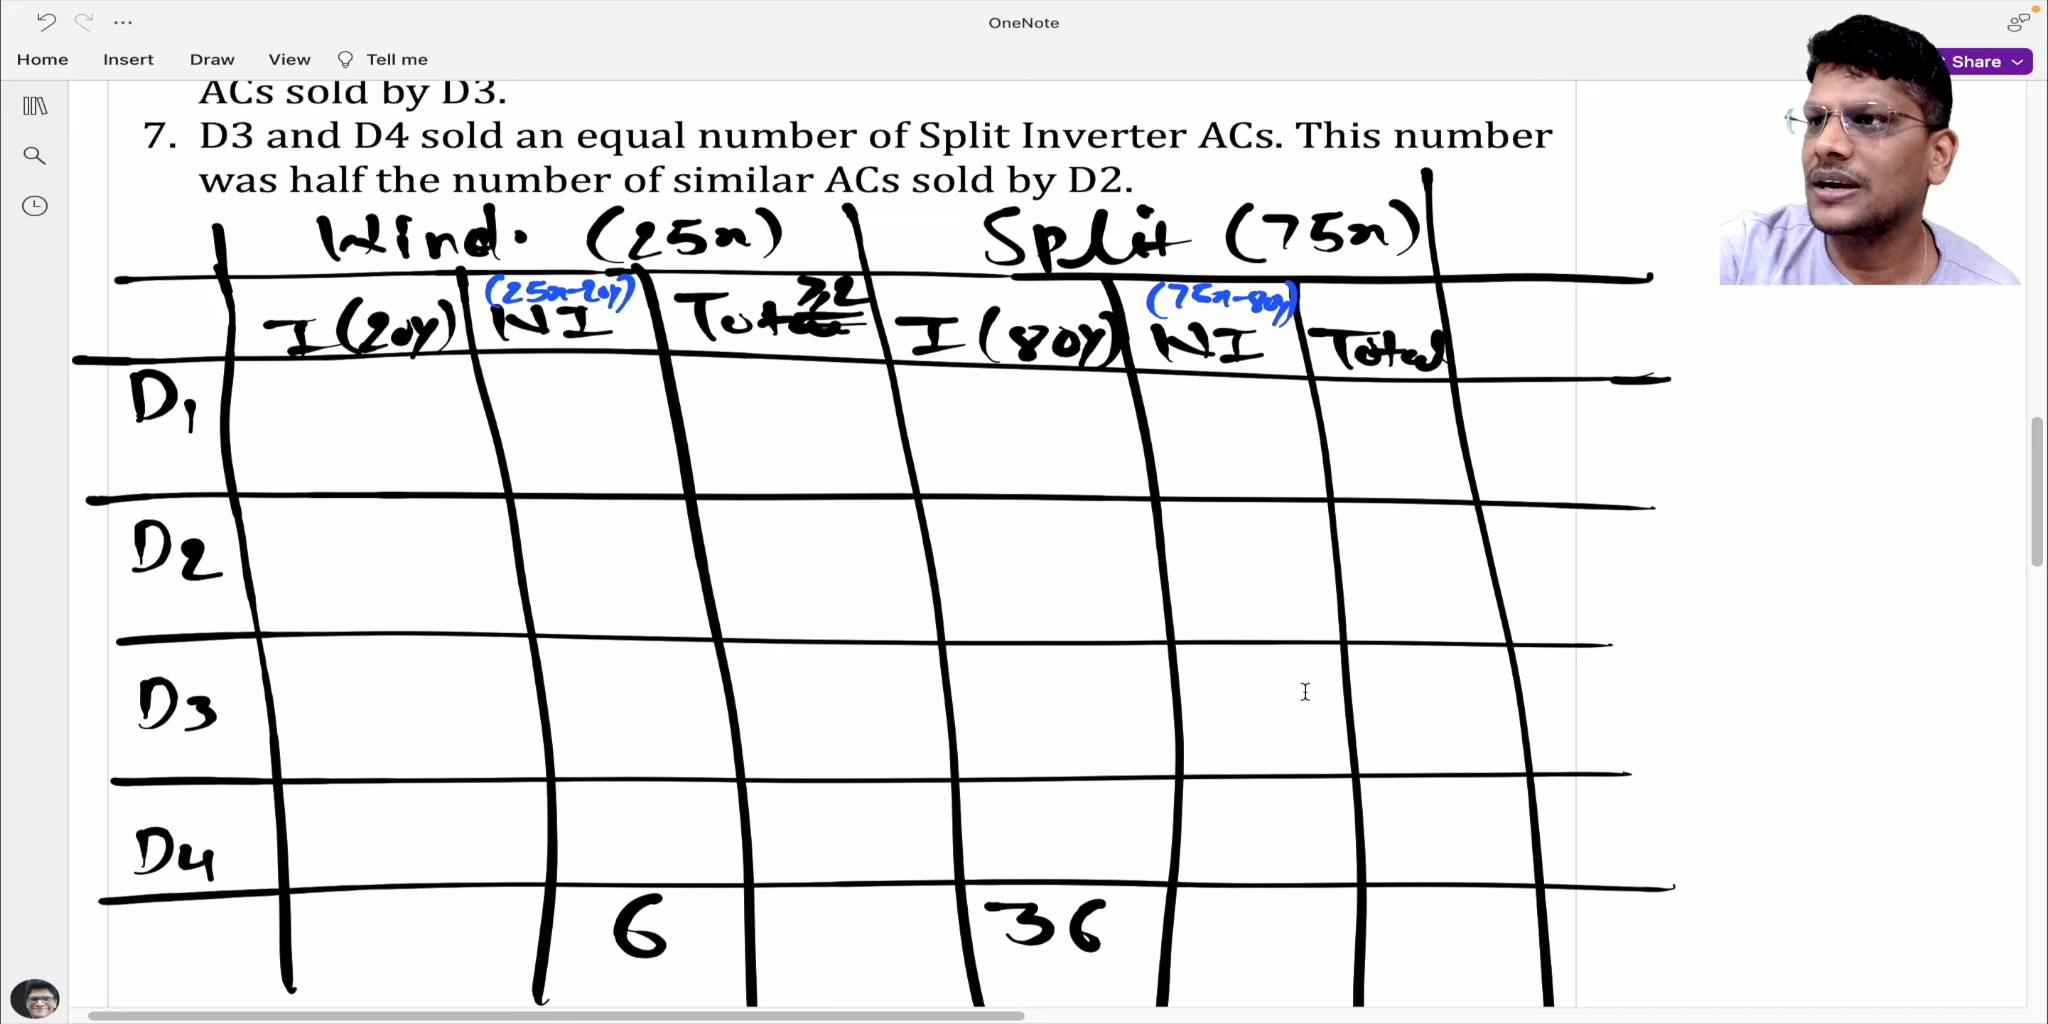 OneNote
Home Insert Draw View Tell me Share
ACs sold by D3.
7. D3 and D4 sold an equal number of Split Inverter ACs. This number
was half the number of similar ACs sold by D2.
Wind. (25x) Split (75x)
(25x-20y) (75x-80y)
I (20y) NI I (80y) NI Total
D1
D2
D3
D4
6 36